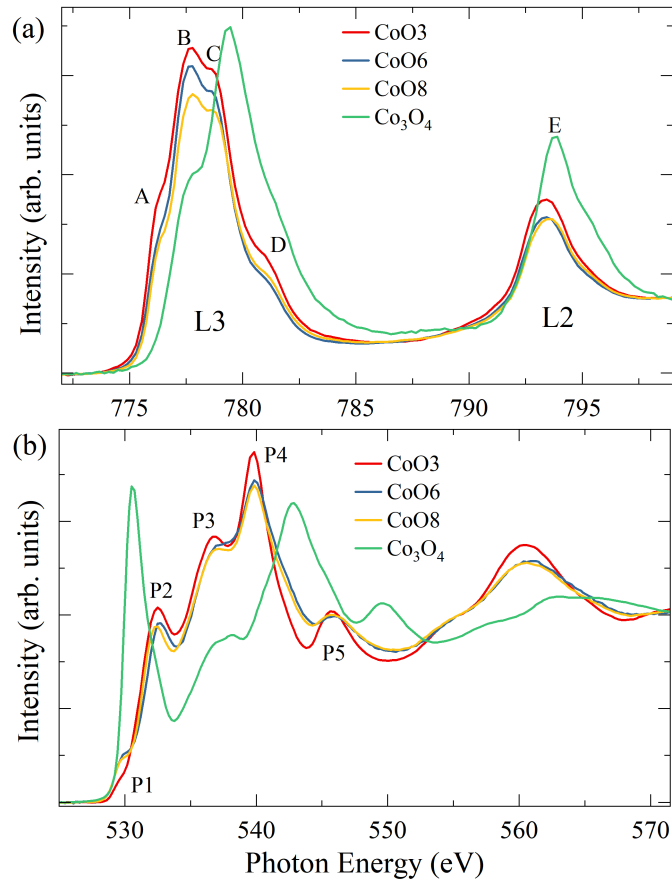 (a)
B
C
CoO3
CoO6
CoO8
Co₃O₄
A
E
D
L3
L2
Intensity (arb. units)
775 780 785 790 795
(b)
P4
CoO3
CoO6
CoO8
Co₃O₄
P3
P2
P5
P1
Intensity (arb. units)
530 540 550 560 570
Photon Energy (eV)